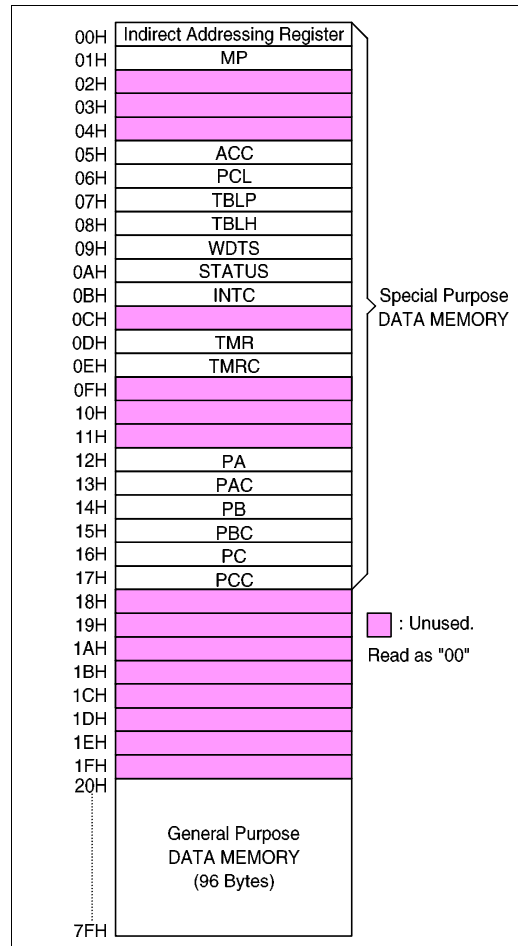 00H Indirect Addressing Register
01H MP
02H
03H
04H
05H ACC
06H PCL
07H TBLP
08H TBLH
09H WDTS
0AH STATUS
0BH INTC
Special Purpose
DATA MEMORY
0CH
0DH TMR
0EH TMRC
0FH
10H
11H
12H PA
13H PAC
14H PB
15H PBC
16H PC
17H PCC
18H
19H
: Unused.
Read as "00"
1AH
1BH
1CH
1DH
1EH
1FH
20H
General Purpose
DATA MEMORY
(96 Bytes)
7FH